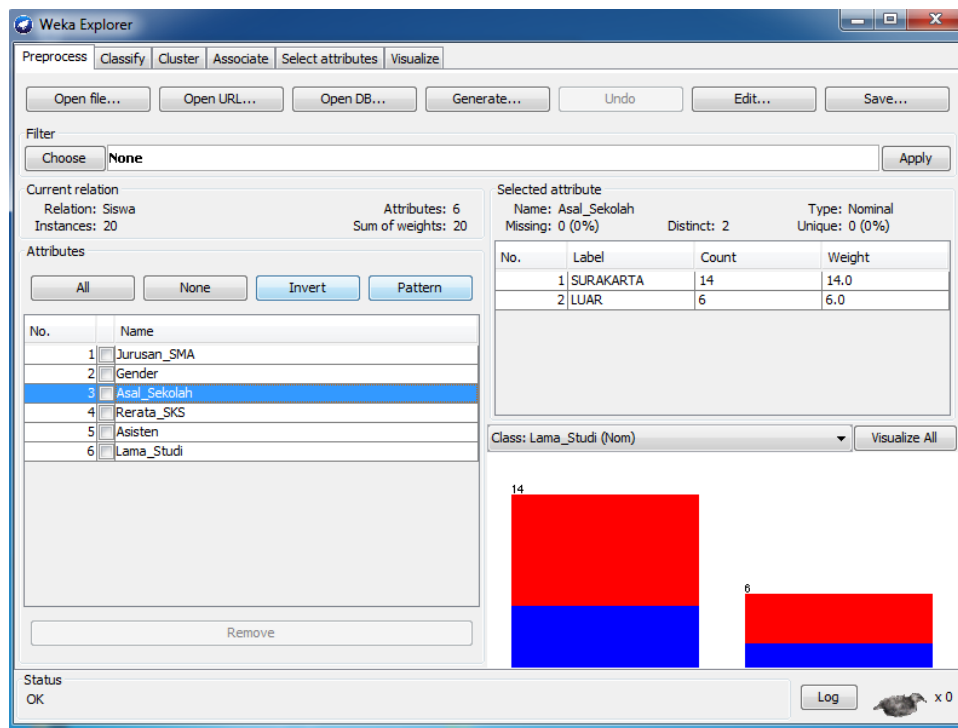 Weka Explorer
Preprocess Classify Cluster Associate Select attributes Visualize
Open file... Open URL... Open DB... Generate... Undo Edit... Save...
Filter
Choose None Apply
Current relation
Relation: Siswa Attributes: 6
Instances: 20 Sum of weights: 20
Attributes
All None Invert Pattern
No. Name
1 Jurusan_SMA
2 Gender
3 Asal_Sekolah
4 Rerata_SKS
5 Asisten
6 Lama_Studi
Remove
Selected attribute
Name: Asal_Sekolah Type: Nominal
Missing: 0 (0%) Distinct: 2 Unique: 0 (0%)
No. Label Count Weight
1 SURAKARTA 14 14.0
2 LUAR 6 6.0
Class: Lama_Studi (Nom) Visualize All
14
6
Status
OK Log x 0